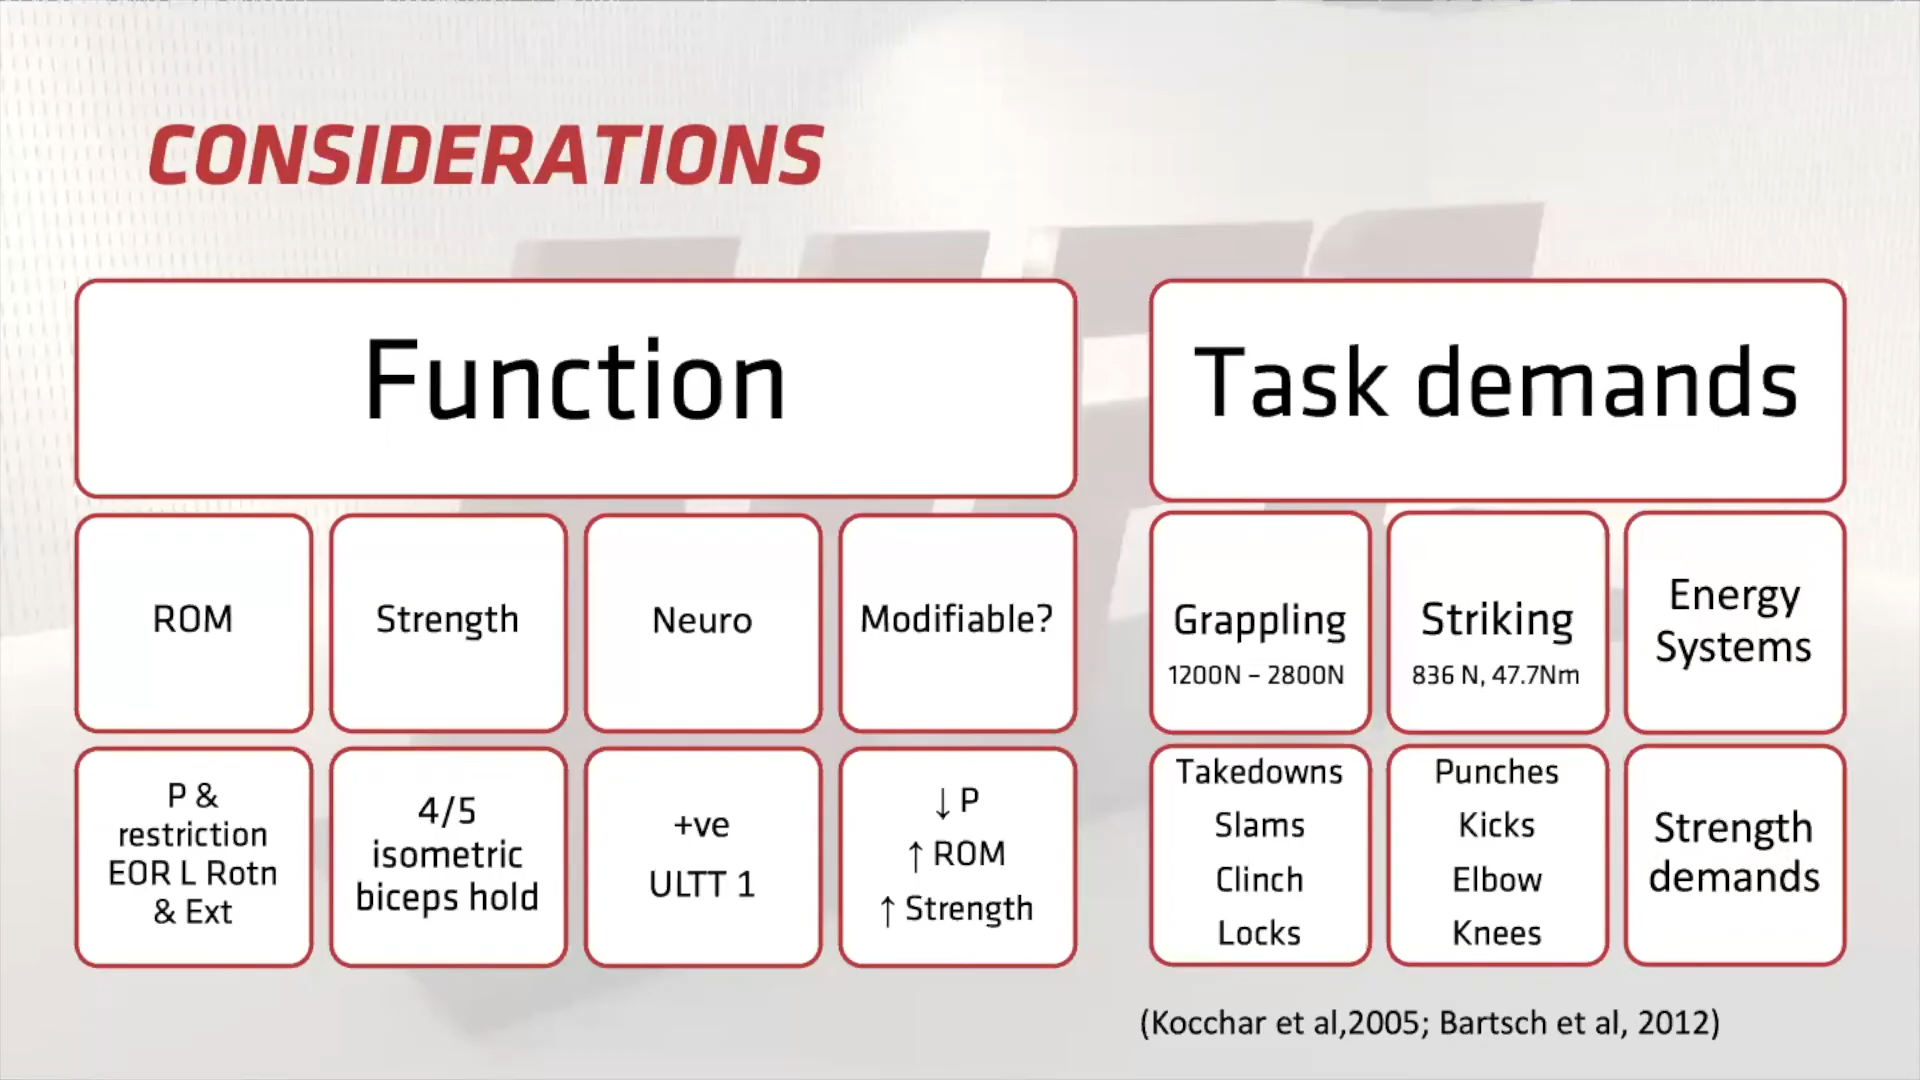 CONSIDERATIONS
Function
Task demands
ROM
Strength
Neuro
Modifiable?
Grappling
1200N – 2800N
Striking
836 N, 47.7Nm
Energy
Systems
P &
restriction
EOR L Rotn
& Ext
4/5
isometric
biceps hold
+ve
ULTT 1
↓ P
↑ ROM
↑ Strength
Takedowns
Slams
Clinch
Locks
Punches
Kicks
Elbow
Knees
Strength
demands
(Kocchar et al,2005; Bartsch et al, 2012)